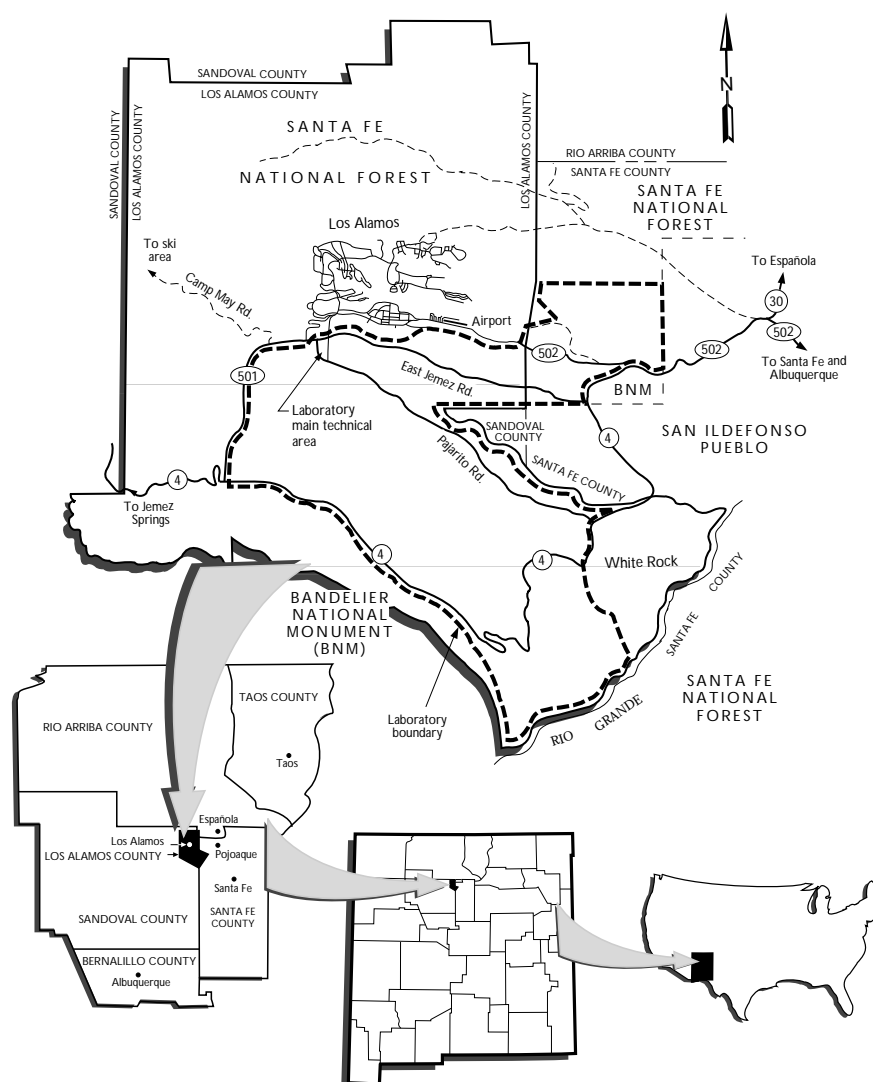 SANDOVAL COUNTY
LOS ALAMOS COUNTY
SANDOVAL COUNTY
LOS ALAMOS COUNTY
LOS ALAMOS COUNTY
N
SANTA FE
NATIONAL FOREST
RIO ARRIBA COUNTY
SANTA FE COUNTY
SANTA FE
NATIONAL
FOREST
Los Alamos
To ski
area
Camp May Rd.
Airport
To Española
30
502
502
502
To Santa Fe and
Albuquerque
501
East Jemez Rd.
BNM
Laboratory
main technical
area
SANDOVAL
COUNTY
Pajarito Rd.
SANTA FE COUNTY
4
SAN ILDEFONSO
PUEBLO
4
To Jemez
Springs
4
4
White Rock
BANDELIER
NATIONAL
MONUMENT
(BNM)
SANTA FE COUNTY
Laboratory
boundary
RIO GRANDE
SANTA FE
NATIONAL
FOREST
TAOS COUNTY
RIO ARRIBA COUNTY
Taos
Española
Los Alamos
LOS ALAMOS COUNTY
Pojoaque
Santa Fe
SANDOVAL COUNTY
SANTA FE
COUNTY
BERNALILLO COUNTY
Albuquerque